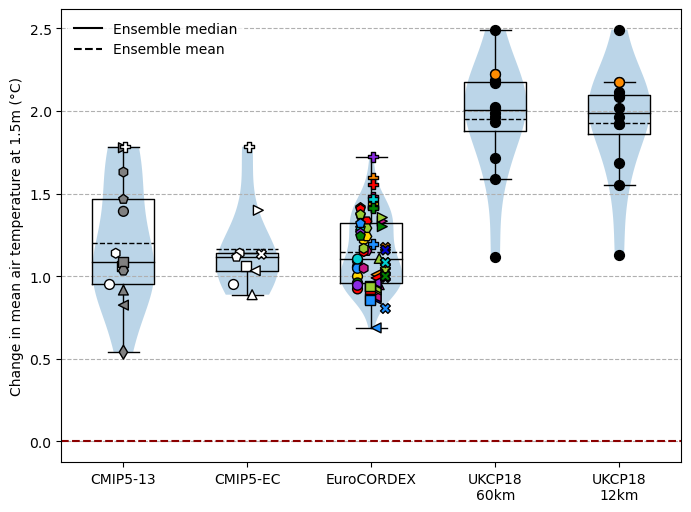 Ensemble median
Ensemble mean
Change in mean air temperature at 1.5m (°C)
2.5
2.0
1.5
1.0
0.5
0.0
CMIP5-13
CMIP5-EC
EuroCORDEX
UKCP18
60km
UKCP18
12km